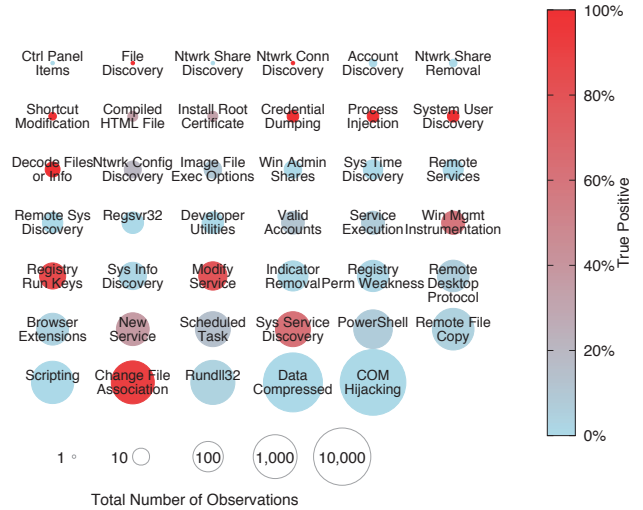 100%
Ctrl Panel Items
File Discovery
Ntwrk Share Discovery
Ntwrk Conn Discovery
Account Discovery
Ntwrk Share Removal
80%
Shortcut Modification
Compiled HTML File
Install Root Certificate
Credential Dumping
Process Injection
System User Discovery
Decode Files or Info
Ntwrk Config Discovery
Image File Exec Options
Win Admin Shares
Sys Time Discovery
Remote Services
60%
Remote Sys Discovery
Regsvr32
Developer Utilities
Valid Accounts
Service Execution
Win Mgmt Instrumentation
True Positive
40%
Registry Run Keys
Sys Info Discovery
Modify Service
Indicator Removal
Registry Perm Weakness
Remote Desktop Protocol
Browser Extensions
New Service
Scheduled Task
Sys Service Discovery
PowerShell
Remote File Copy
20%
Scripting
Change File Association
Rundll32
Data Compressed
COM Hijacking
0%
1
10
100
1,000
10,000
Total Number of Observations